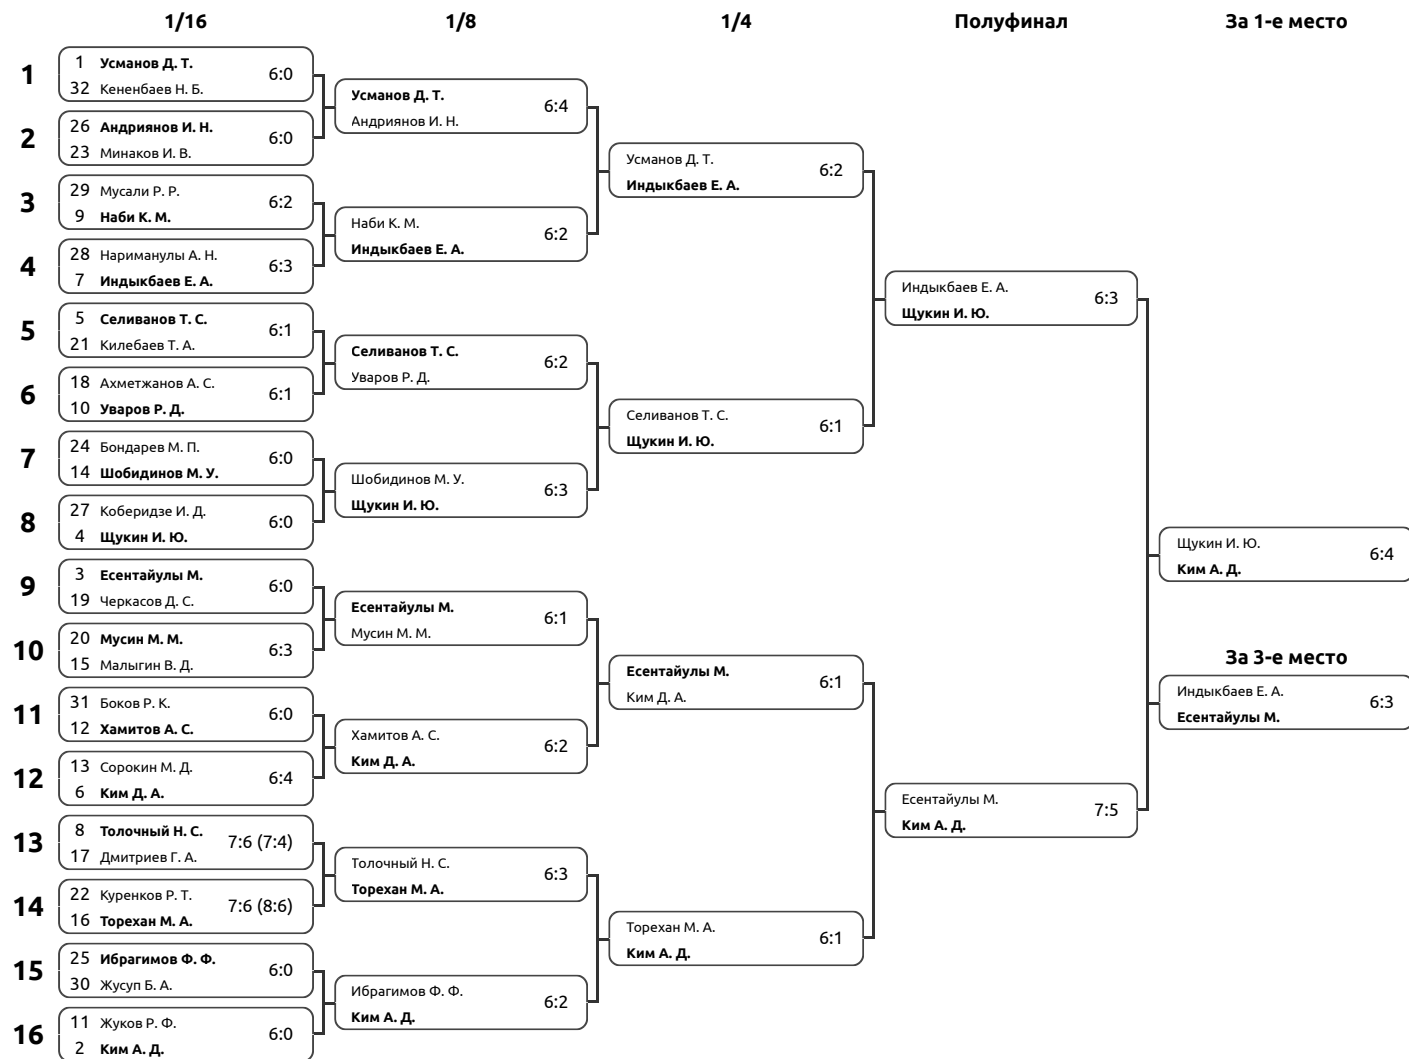 1/16
1/8
1/4
Полуфинал
За 1-е место
1
1 Усманов Д. Т. 6:0
32 Кененбаев Н. Б.
2
26 Андриянов И. Н. 6:0
23 Минаков И. В.
3
29 Мусали Р. Р. 6:2
9 Наби К. М.
4
28 Нариманулы А. Н. 6:3
7 Индыкбаев Е. А.
5
5 Селиванов Т. С. 6:1
21 Килебаев Т. А.
6
18 Ахметжанов А. С. 6:1
10 Уваров Р. Д.
7
24 Бондарев М. П. 6:0
14 Шобидинов М. У.
8
27 Коберидзе И. Д. 6:0
4 Щукин И. Ю.
9
3 Есентайулы М. 6:0
19 Черкасов Д. С.
10
20 Мусин М. М. 6:3
15 Малыгин В. Д.
11
31 Боков Р. К. 6:0
12 Хамитов А. С.
12
13 Сорокин М. Д. 6:4
6 Ким Д. А.
13
8 Толочный Н. С. 7:6 (7:4)
17 Дмитриев Г. А.
14
22 Куренков Р. Т. 7:6 (8:6)
16 Торехан М. А.
15
25 Ибрагимов Ф. Ф. 6:0
30 Жусуп Б. А.
16
11 Жуков Р. Ф. 6:0
2 Ким А. Д.
Усманов Д. Т. 6:4
Андриянов И. Н.
Наби К. М. 6:2
Индыкбаев Е. А.
Селиванов Т. С. 6:2
Уваров Р. Д.
Шобидинов М. У. 6:3
Щукин И. Ю.
Есентайулы М. 6:1
Мусин М. М.
Хамитов А. С. 6:2
Ким Д. А.
Толочный Н. С. 6:3
Торехан М. А.
Ибрагимов Ф. Ф. 6:2
Ким А. Д.
Усманов Д. Т. 6:2
Индыкбаев Е. А.
Селиванов Т. С. 6:1
Щукин И. Ю.
Есентайулы М. 6:1
Ким Д. А.
Торехан М. А. 6:1
Ким А. Д.
Индыкбаев Е. А. 6:3
Щукин И. Ю.
Есентайулы М. 7:5
Ким А. Д.
Щукин И. Ю. 6:4
Ким А. Д.
За 3-е место
Индыкбаев Е. А. 6:3
Есентайулы М.